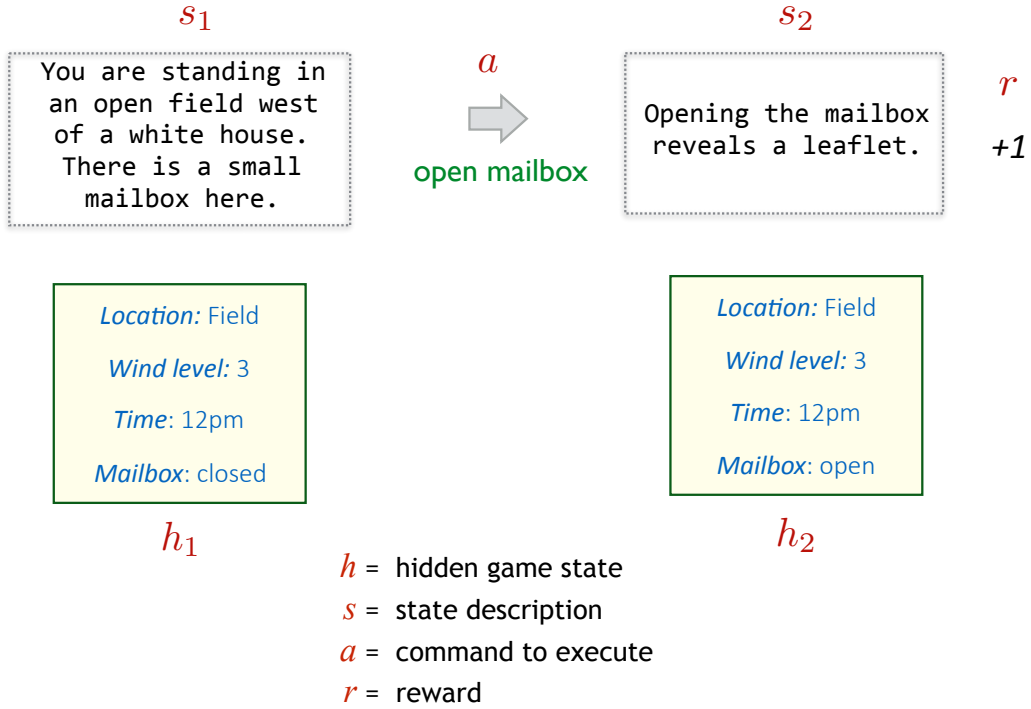 s₁
You are standing in
an open field west
of a white house.
There is a small
mailbox here.
a
open mailbox
s₂
Opening the mailbox
reveals a leaflet.
r
+1
Location: Field
Wind level: 3
Time: 12pm
Mailbox: closed
h₁
Location: Field
Wind level: 3
Time: 12pm
Mailbox: open
h₂
h = hidden game state
s = state description
a = command to execute
r = reward